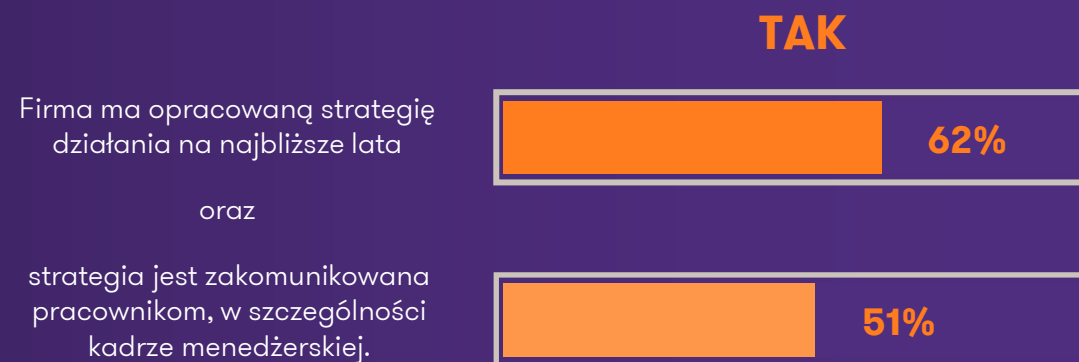 TAK
Firma ma opracowaną strategię
działania na najbliższe lata
62%
oraz
strategia jest zakomunikowana
pracownikom, w szczególności
kadrze menedżerskiej.
51%